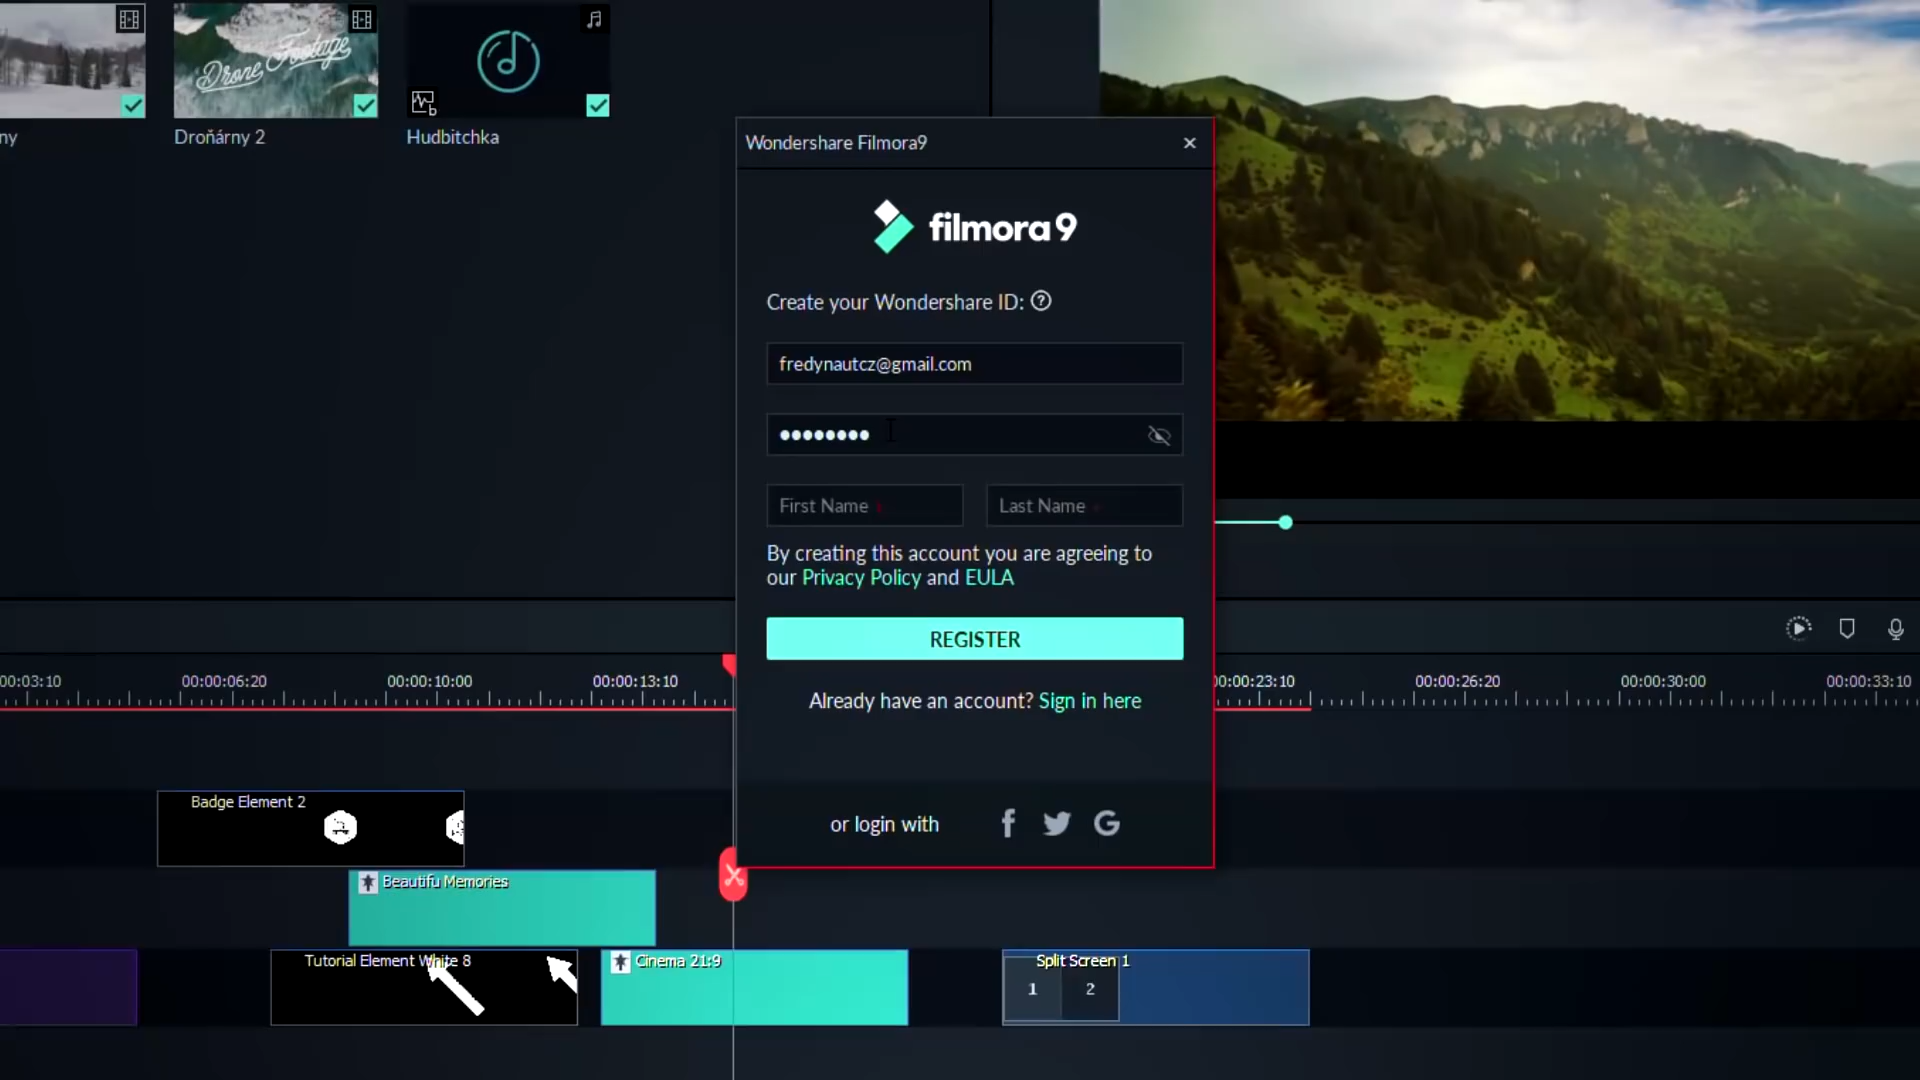 Drone Footage
ny
Droňárny 2
Hudbitchka
Wondershare Filmora9
filmora9
Create your Wondershare ID:
fredynautcz@gmail.com
First Name
Last Name
By creating this account you are agreeing to
our Privacy Policy and EULA
REGISTER
Already have an account? Sign in here
or login with
00:00:03:10
00:00:06:20
00:00:10:00
00:00:13:10
00:00:23:10
00:00:26:20
00:00:30:00
00:00:33:10
Badge Element 2
Beautifu Memories
Tutorial Element White 8
Cinema 21:9
Split Screen 1
1
2